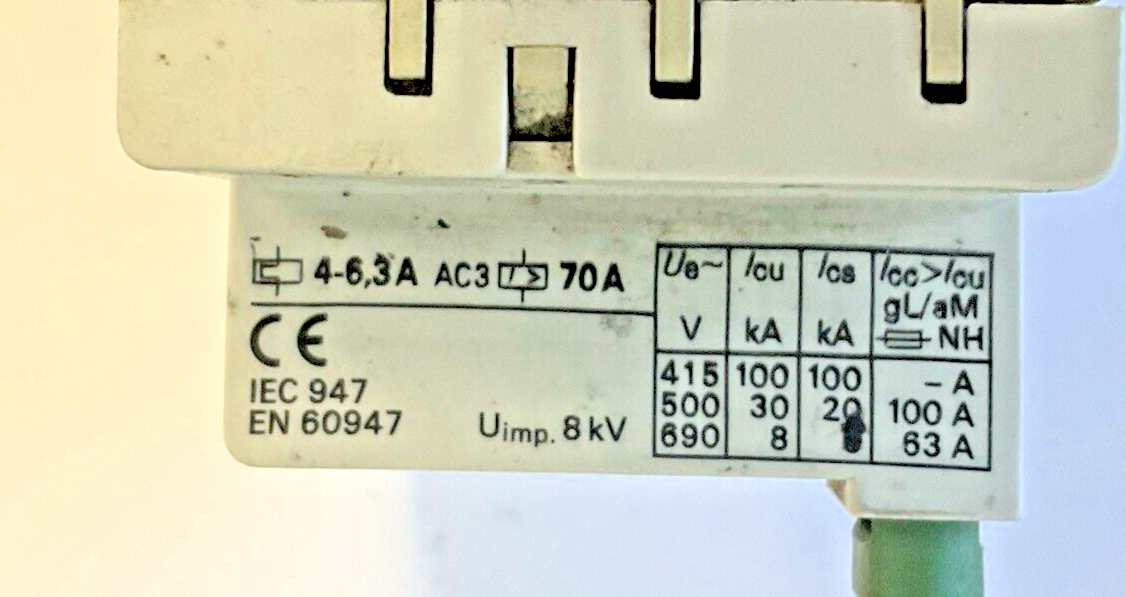 4-6,3A AC3 I> 70A
CE
IEC 947
EN 60947
Uimp. 8 kV
Ue~ Icu Ics Icc>Icu
gL/aM
V kA kA NH
415 100 100 – A
500 30 20 100 A
690 8 63 A